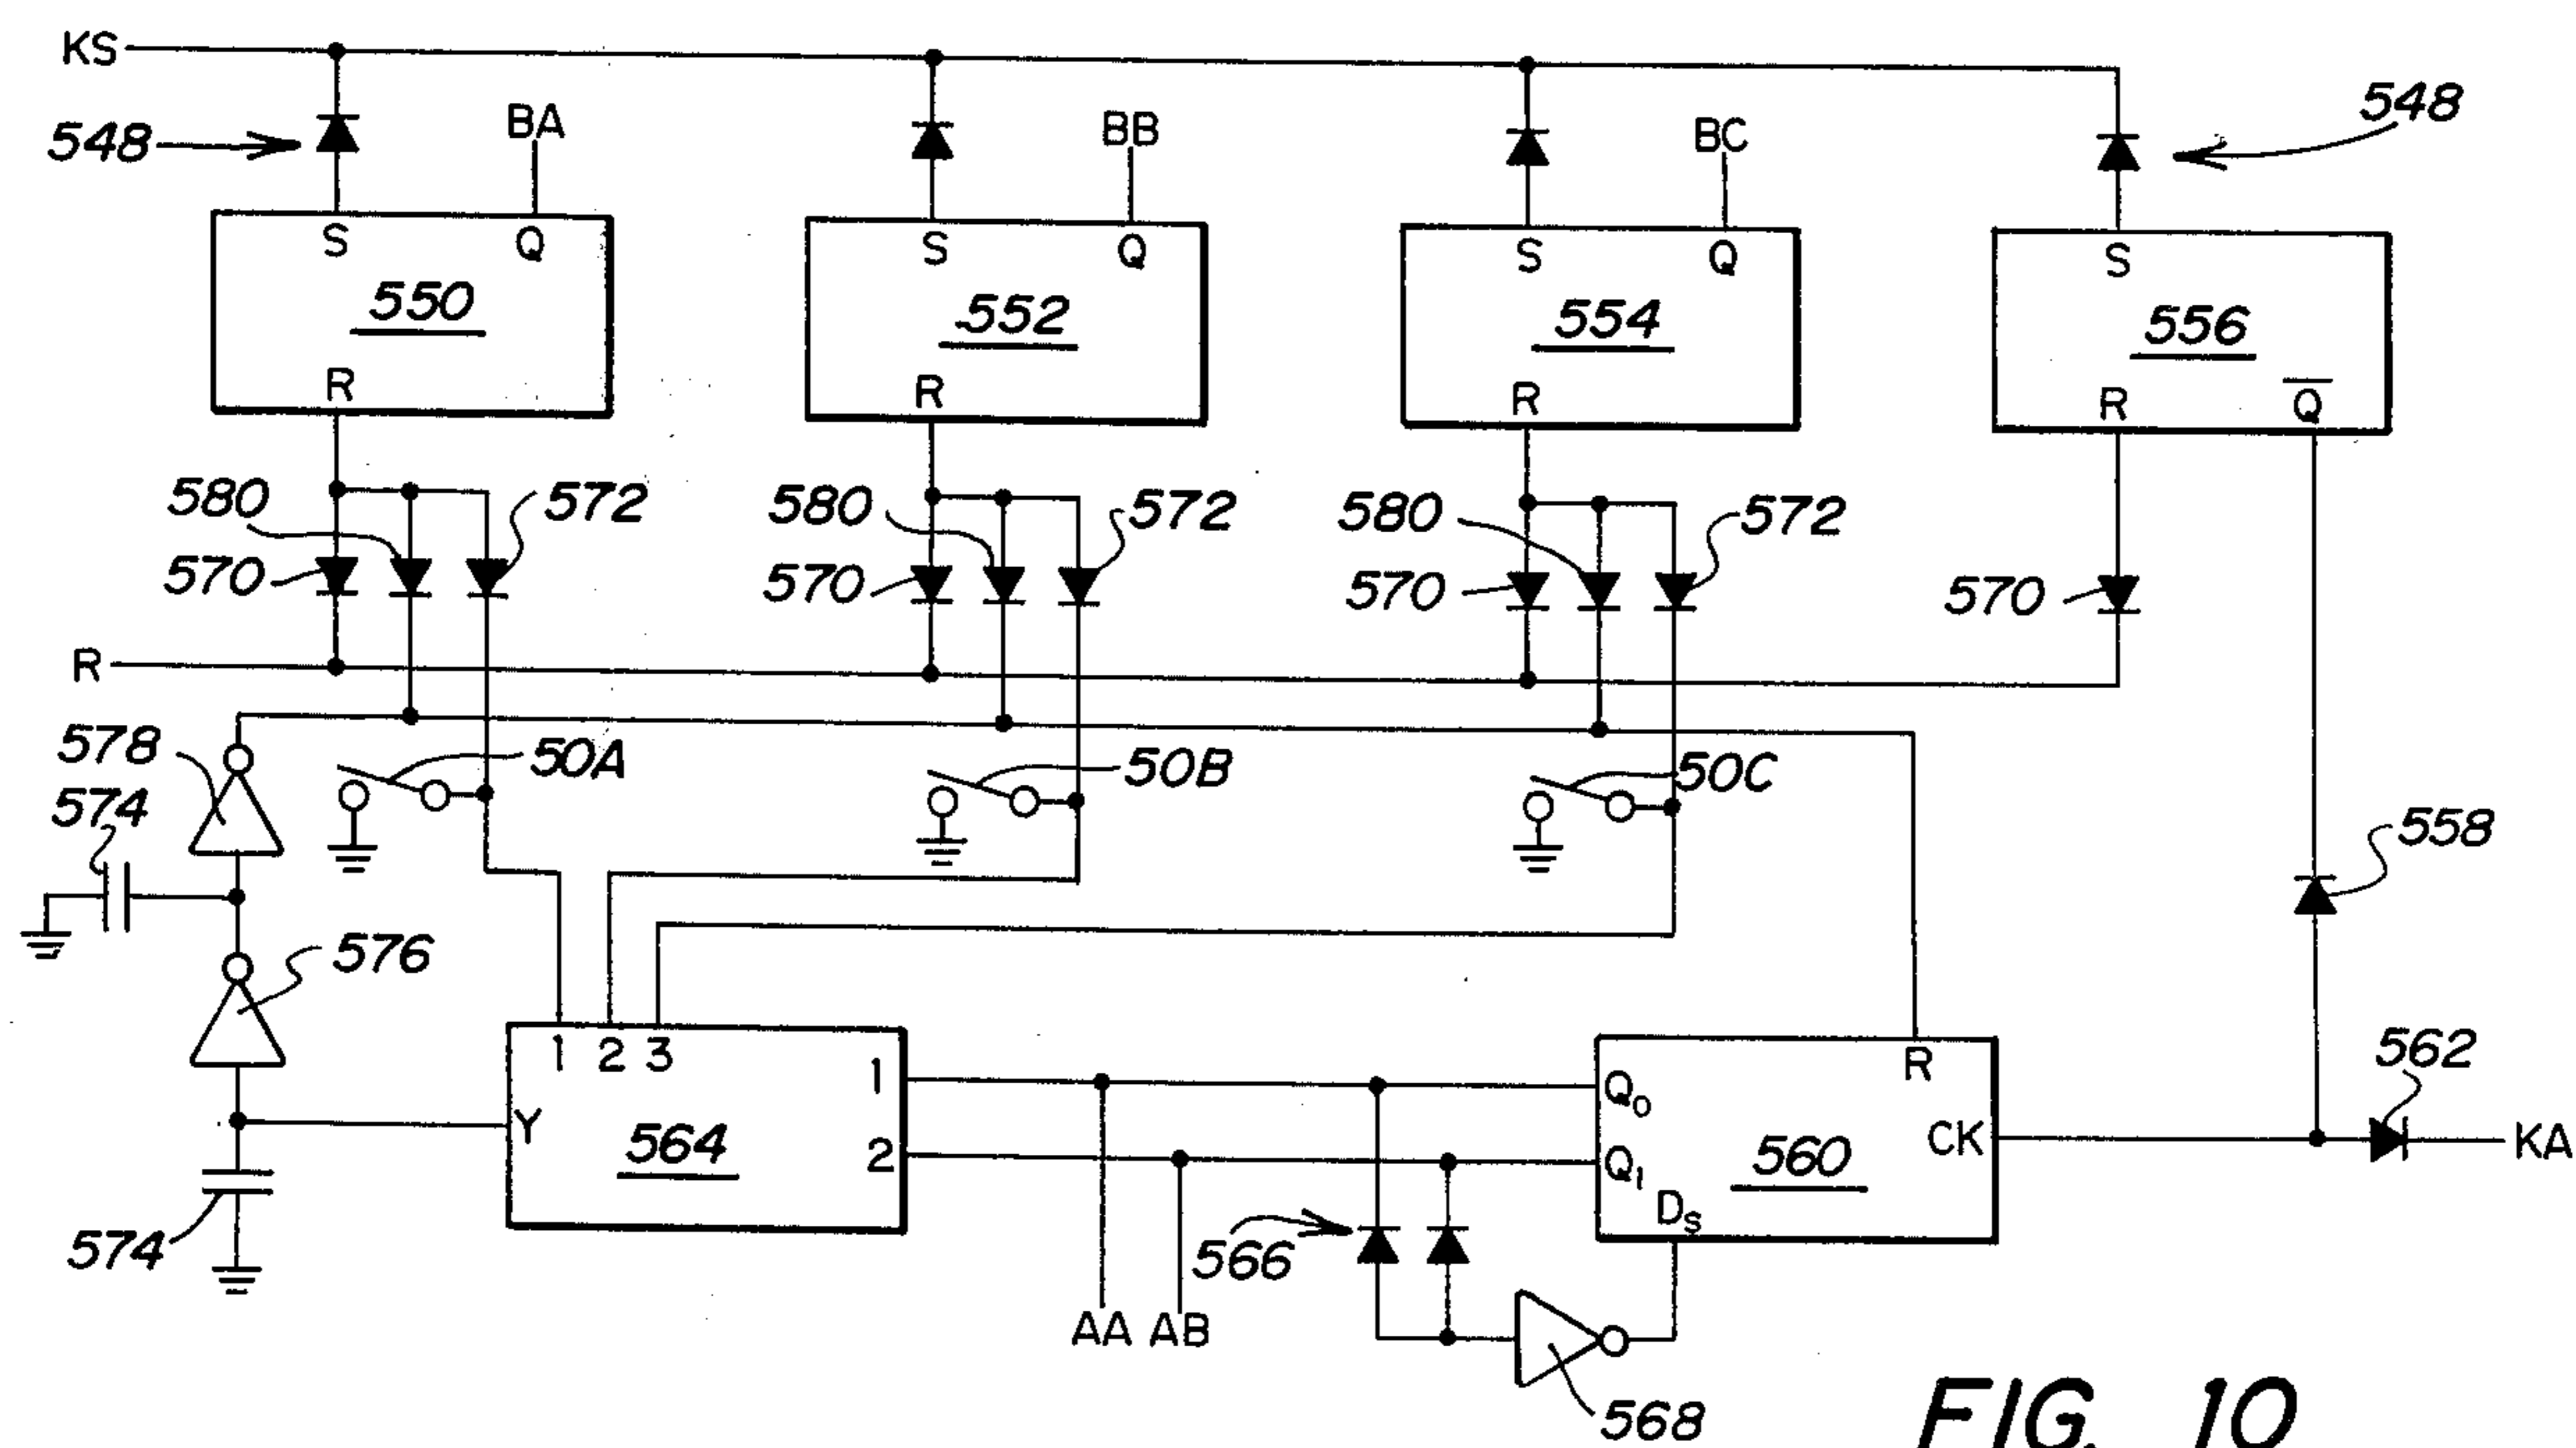 KS
548
BA
BB
BC
548
S Q
S Q
S Q
S
550
552
554
556
R
R
R
R Q̅
580
572
580
572
580
572
570
570
570
570
R
578
50A
50B
50C
574
558
576
1 2 3
1
Q₀
R
562
Y
564
2
Q₁
560
CK
KA
Dₛ
574
566
AA AB
568
FIG. 10